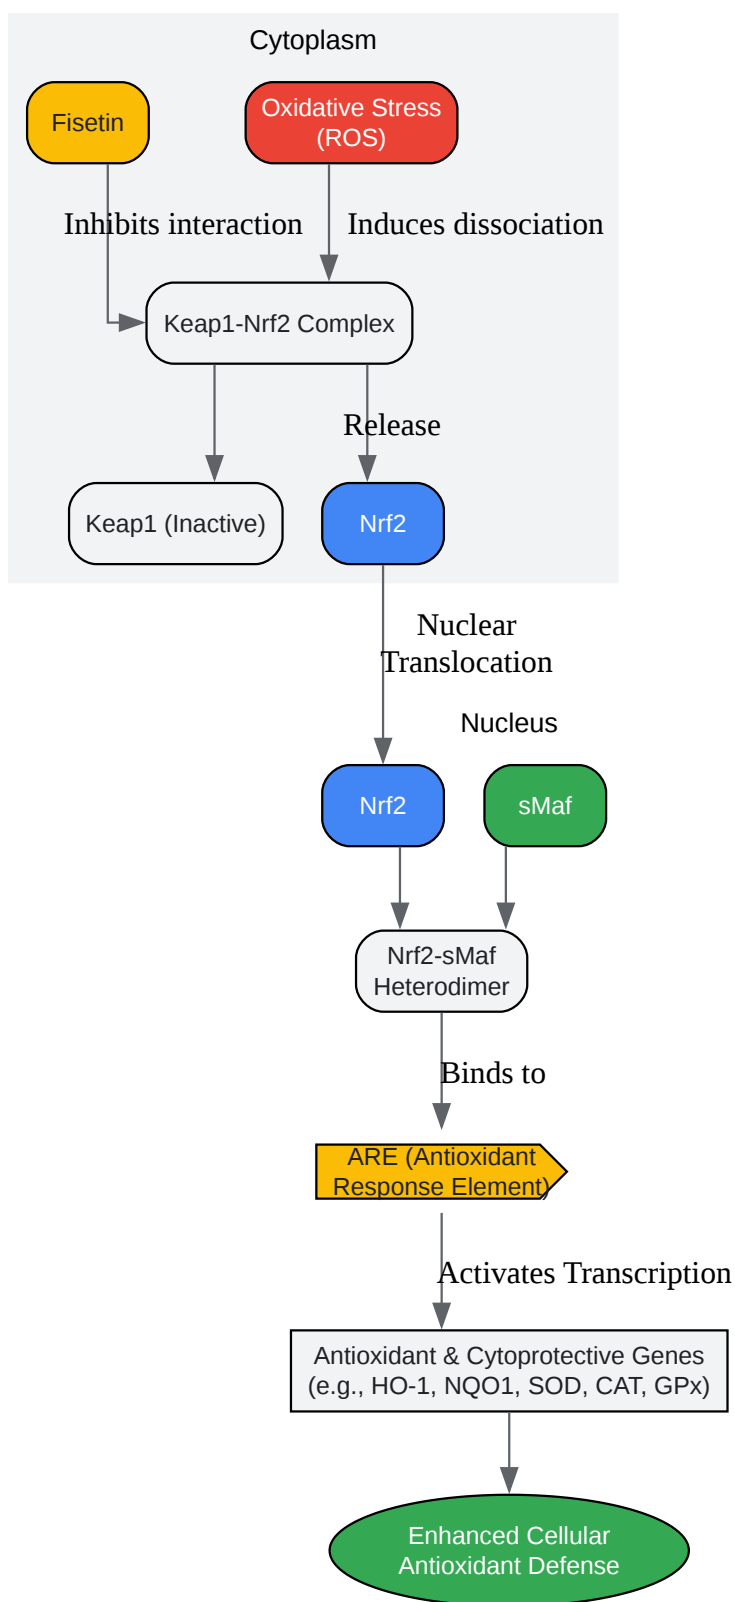 Cytoplasm
Fisetin
Oxidative Stress
(ROS)
Inhibits interaction
Induces dissociation
Keap1-Nrf2 Complex
Release
Keap1 (Inactive)
Nrf2
Nuclear
Translocation
Nucleus
Nrf2
sMaf
Nrf2-sMaf
Heterodimer
Binds to
ARE (Antioxidant
Response Element)
Activates Transcription
Antioxidant & Cytoprotective Genes
(e.g., HO-1, NQO1, SOD, CAT, GPx)
Enhanced Cellular
Antioxidant Defense